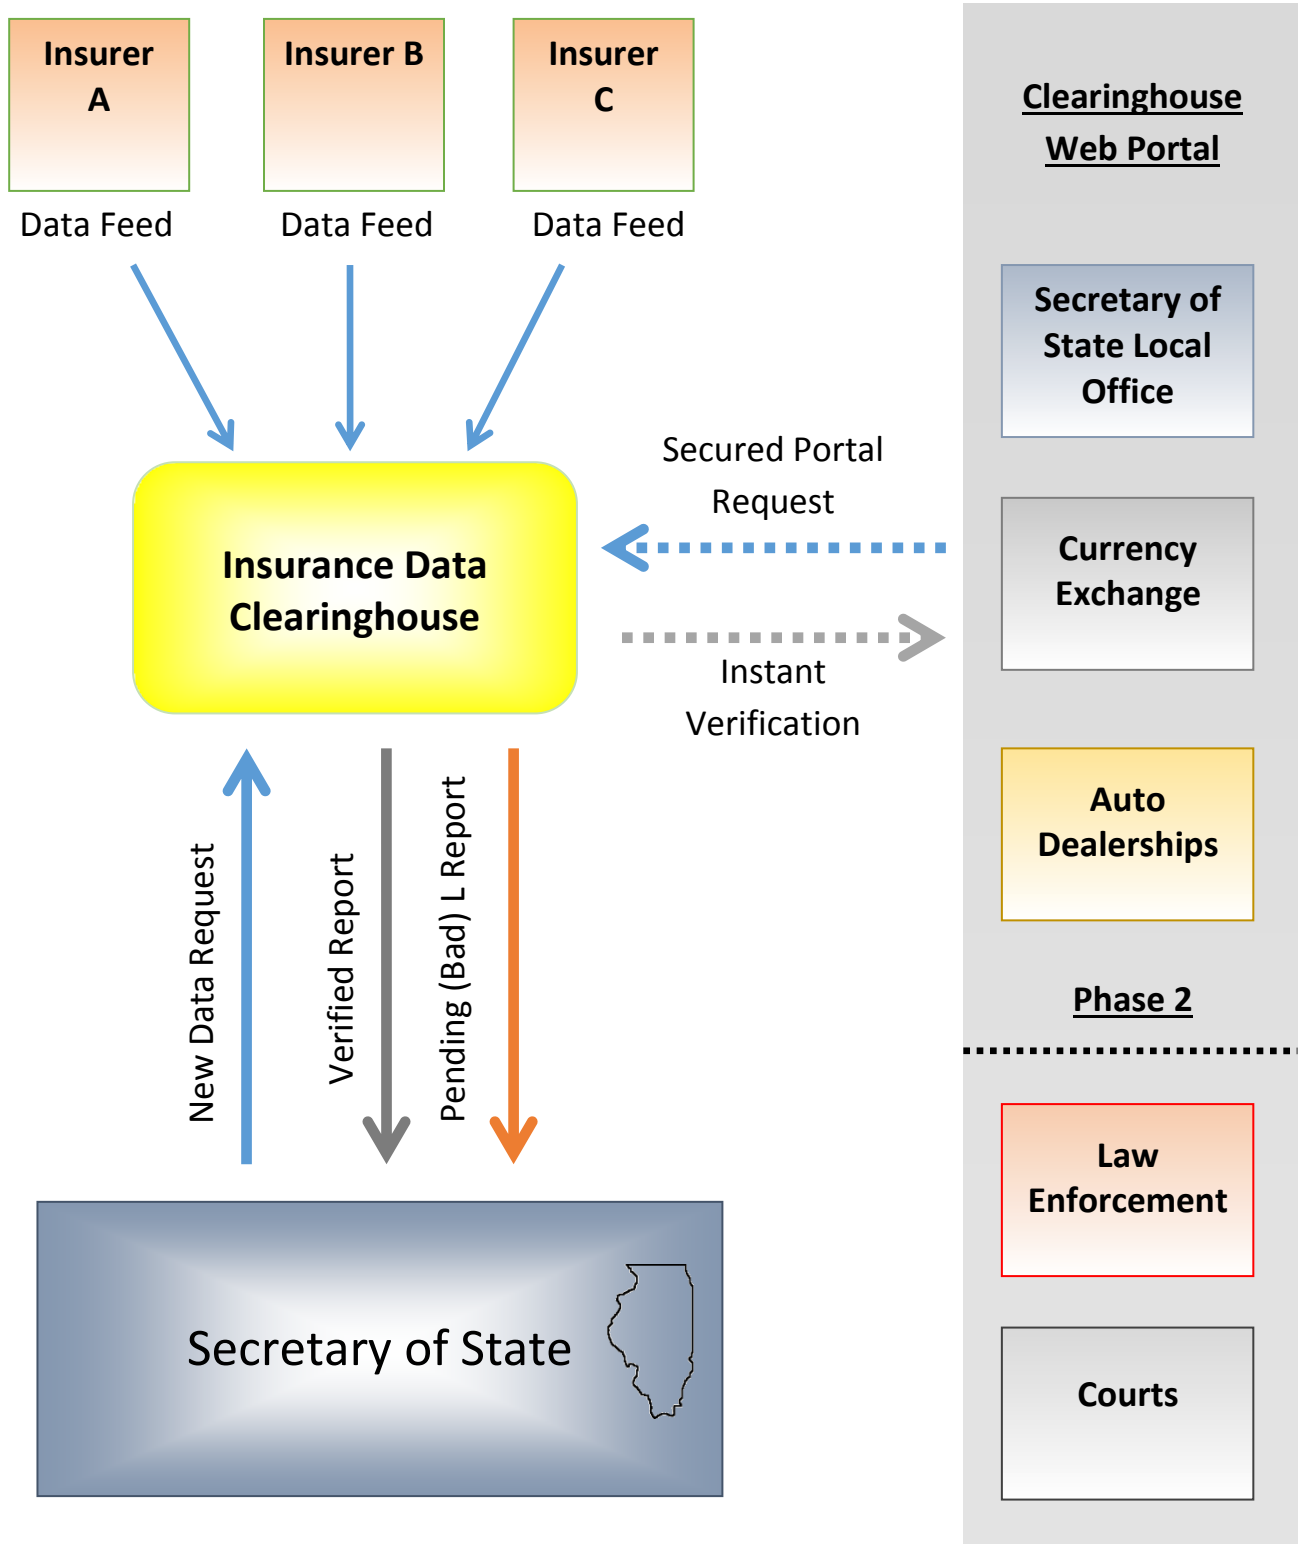 Insurer
A
Insurer B
Insurer
C
Data Feed
Data Feed
Data Feed
Insurance Data
Clearinghouse
Secured Portal
Request
Instant
Verification
New Data Request
Verified Report
Pending (Bad) L Report
Secretary of State
Clearinghouse
Web Portal
Secretary of
State Local
Office
Currency
Exchange
Auto
Dealerships
Phase 2
Law
Enforcement
Courts